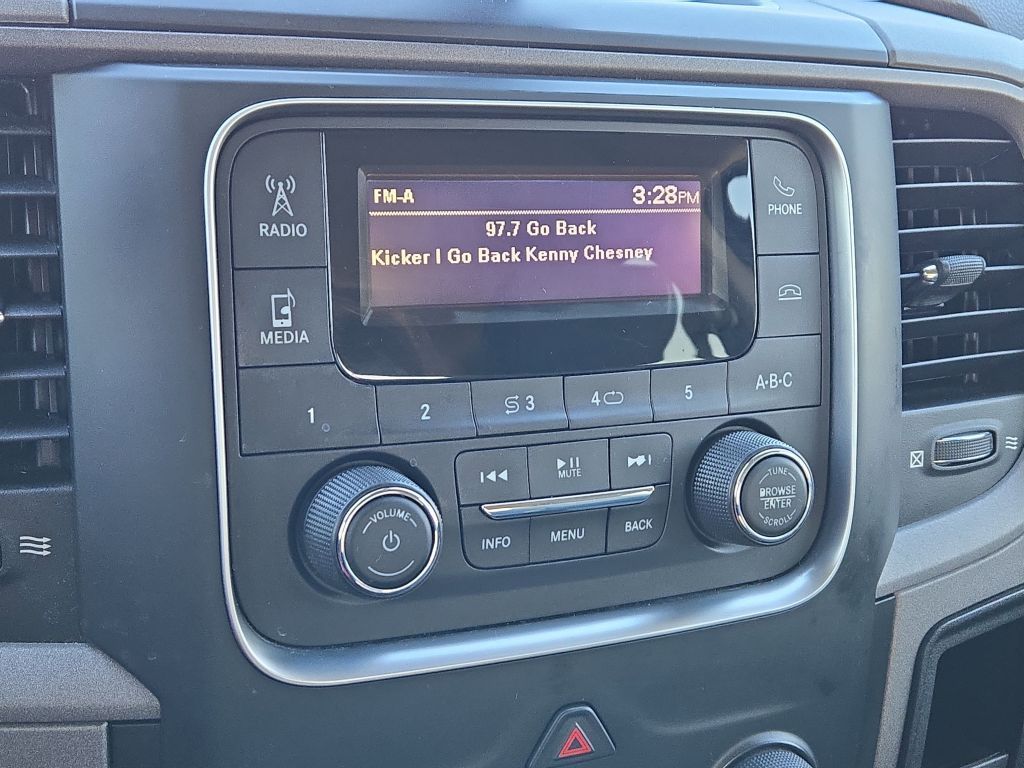 RADIO
MEDIA
FM-A 3:28PM
97.7 Go Back
Kicker I Go Back Kenny Chesney
PHONE
1 2 3 4 5 A•B•C
MUTE
VOLUME
INFO MENU BACK
TUNE
BROWSE
ENTER
SCROLL